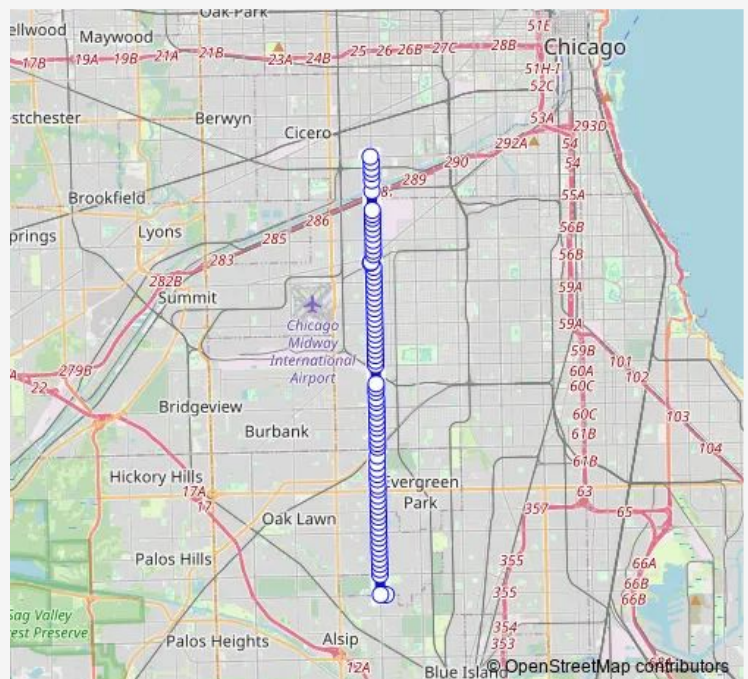 Oak-Park
ellwood
Maywood
51E
Chicago
17B 19A 19B 21A 21B 23A 24B 25 26 26B 27C 28B
51H-I
52C
stchester
Berwyn
Cicero
53A
293D
292A
54
290
54
289
Brookfield
55A
286
prings
Lyons
285
56B
283
56B
282B
Summit
59A
Chicago
Midway
International
Airport
59A
59B
101
279B
60A
102
22
60C
Bridgeview
60C
103
Burbank
61B
104
61B
Hickory Hills
Evergreen
Park
17A
63
17
357
65
Oak Lawn
Palos Hills
355
66A
66B
355
66B
Sag Valley
est Preserve
354
Palos Heights
Alsip
353
12A
Blue Island
© OpenStreetMap contributors